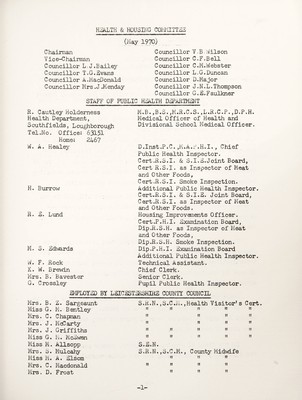 HEALTH & HOUSING COMMITTEE
(May 1970)
Chairman Councillor V.B.Wilson
Vice-Chairman Councillor C.F.Bell
Councillor L.J.Bailey Councillor C.H.Webster
Councillor T.G.Evans Councillor L.G.Duncan
Councillor A.MacDonald Councillor D.Major
Councillor Mrs.J.Kenday Councillor J.N.L.Thompson
Councillor G.E.Faulkner
STAFF OF PUBLIC HEALTH DEPARTMENT
R. Castley Holderness M.B.,B.S.,M.R.C.S.,L.R.C.P.,D.P.H.
Health Department, Medical Officer of Health and
Southfields, Loughborough Divisional School Medical Officer.
Tel.No. Office: 63151
Home: 2467
W. A. Healey D.Inst.P.C.,M.A.P.H.I., Chief
Public Health Inspector.
Cert.R.S.I. & S.I.E.Joint Board,
Cert.R.S.I. as Inspector of Meat
and Other Foods,
Cert.R.S.I. Smoke Inspection.
H. Burrow Additional Public Health Inspector.
Cert.R.S.I. & S.I.E. Joint Board,
Cert.R.S.I. as Inspector of Meat,
and Other Foods.
B. Z. Lund Housing Improvements Officer.
Cert.P.H.I. Examination Board,
Dip.R.S.H. as Inspector of Meat
and Other Foods,
Dip.R.S.H. Smoke Inspection.
M. S. Edwards Dip.P.H.I. Examination Board
Additional Public Health Inspector.
W. F. Rock Technical Assistant.
E. W. Brewin Chief Clerk.
Mrs. B. Bavester Senior Clerk.
G. Crossley Pupil Public Health Inspector.
EMPLOYED BY LEICESTERSHIRE COUNTY COUNCIL
Mrs. B. E. Sargeaunt S.R.N.,S.C.M.,Health Visitor's Cert.
Miss G. M. Bentley " " " "
Mrs. C. Chapman " " " "
Mrs. J. McCarty " " " "
Mrs. J. Griffiths " " " "
Miss G. S. McEwen " " " "
Miss M. Allsopp S.E.N.
Mrs. S. Mulcahy S.R.N.,S.C.M., County Midwife
Miss M. A. Elsom " " " "
Mrs. C. Macdonald " " " "
Mrs. D. Frost " " " "
-1-